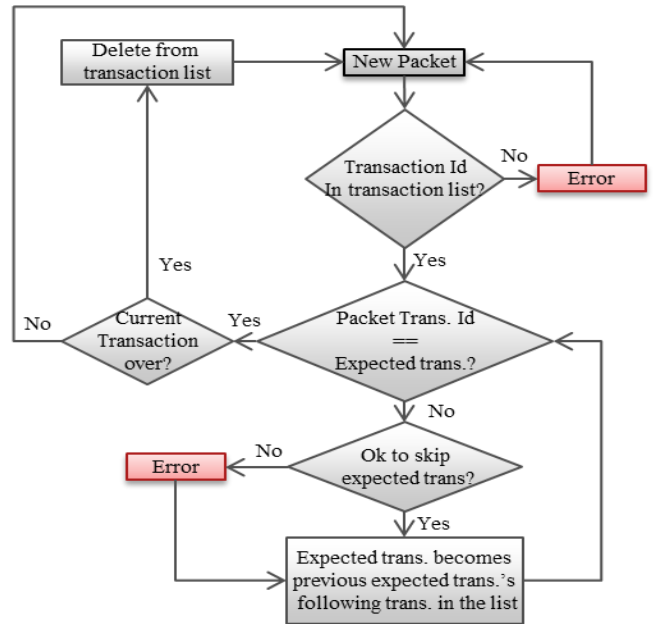 Delete from
transaction list
New Packet
Transaction Id
In transaction list?
No
Error
Yes
Packet Trans. Id
==
Expected trans.?
Yes
Current
Transaction
over?
Yes
No
No
Ok to skip
expected trans?
No
Error
Yes
Expected trans. becomes
previous expected trans.'s
following trans. in the list